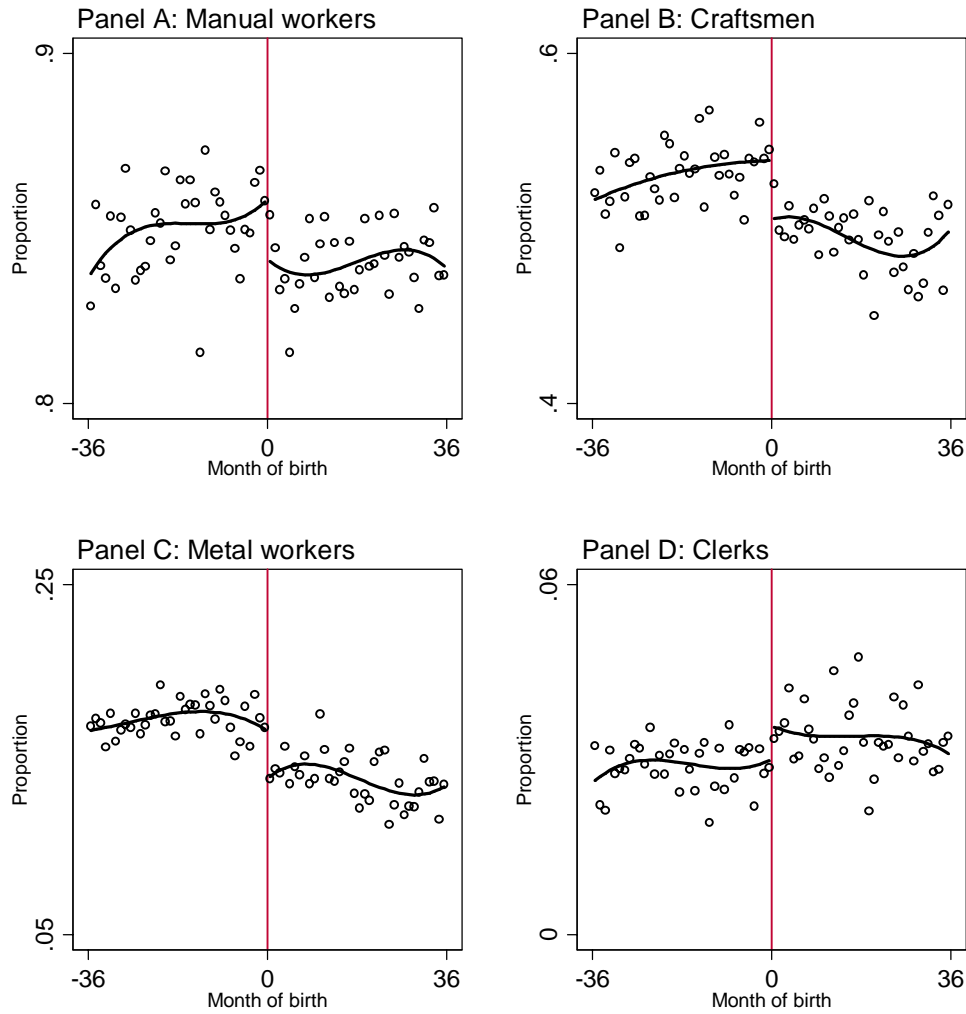 Panel A: Manual workers
.9
Proportion
.8
-36 0 36
Month of birth
Panel B: Craftsmen
.6
Proportion
.4
-36 0 36
Month of birth
Panel C: Metal workers
.25
Proportion
.05
-36 0 36
Month of birth
Panel D: Clerks
.06
Proportion
0
-36 0 36
Month of birth